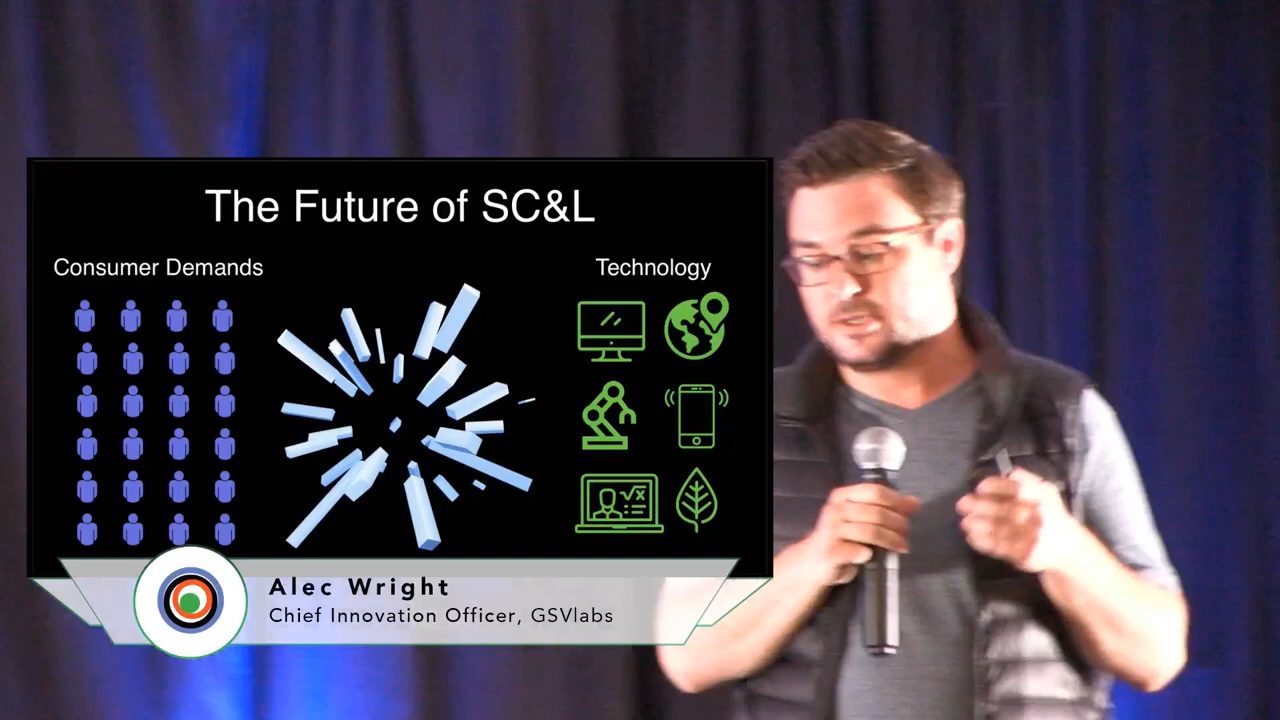 The Future of SC&L
Consumer Demands
Technology
√x
Alec Wright
Chief Innovation Officer, GSVlabs